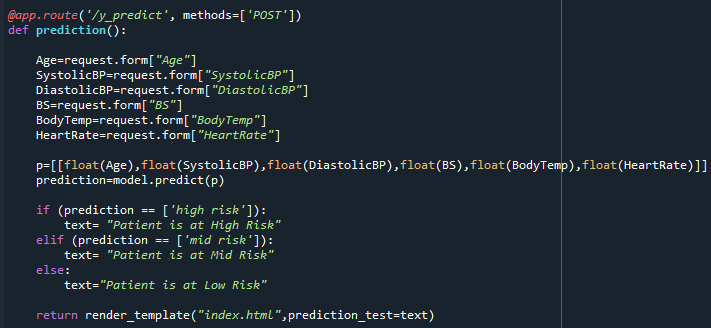 @app.route('/y_predict', methods=['POST'])
def prediction():
Age=request.form["Age"]
SystolicBP=request.form["SystolicBP"]
DiastolicBP=request.form["DiastolicBP"]
BS=request.form["BS"]
BodyTemp=request.form["BodyTemp"]
HeartRate=request.form["HeartRate"]
p=[[float(Age),float(SystolicBP),float(DiastolicBP),float(BS),float(BodyTemp),float(HeartRate)]]
prediction=model.predict(p)
if (prediction == ['high risk']):
text= "Patient is at High Risk"
elif (prediction == ['mid risk']):
text= "Patient is at Mid Risk"
else:
text="Patient is at Low Risk"
return render_template("index.html",prediction_test=text)